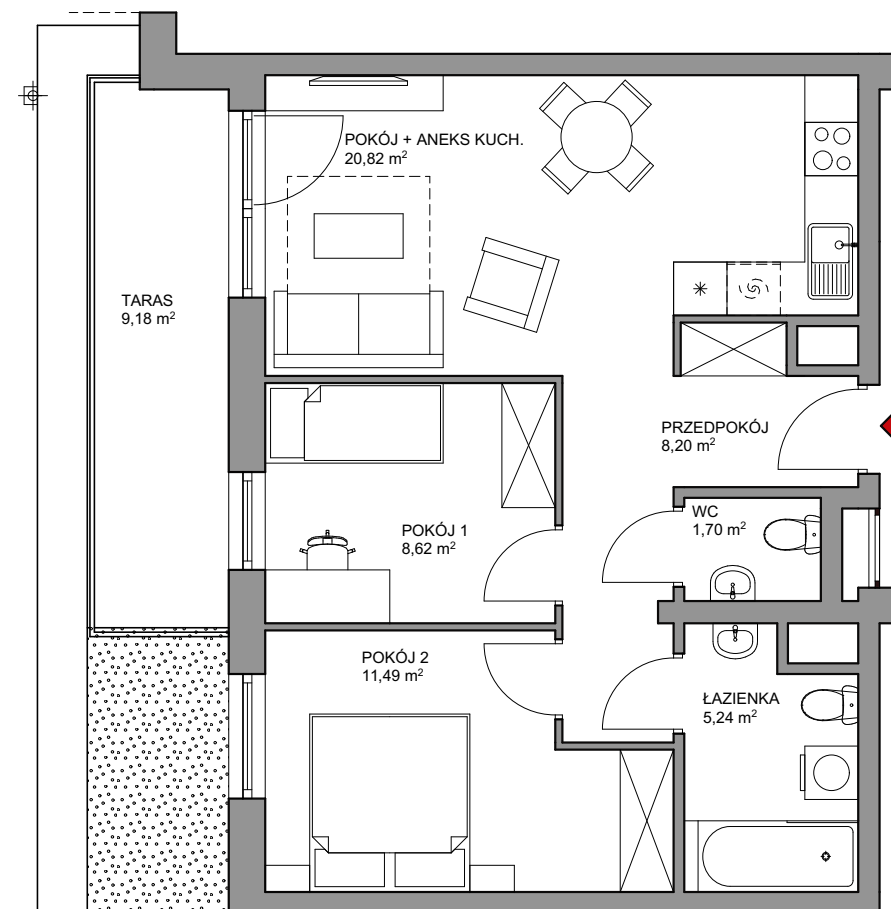 POKÓJ + ANEKS KUCH.
20,82 m²
TARAS
9,18 m²
PRZEDPOKÓJ
8,20 m²
WC
1,70 m²
POKÓJ 1
8,62 m²
POKÓJ 2
11,49 m²
ŁAZIENKA
5,24 m²